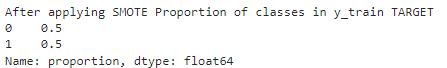 After applying SMOTE Proportion of classes in y_train TARGET
0    0.5
1    0.5
Name: proportion, dtype: float64